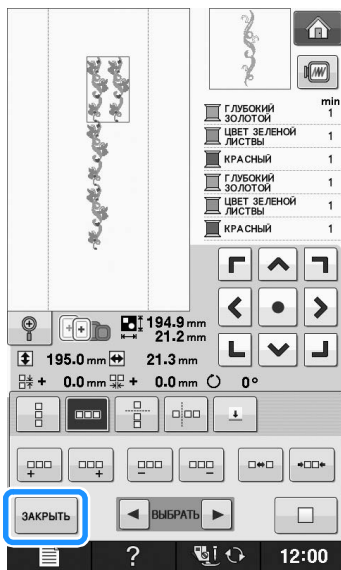 min
ГЛУБОКИЙ
ЗОЛОТОЙ
1
ЦВЕТ ЗЕЛЕНОЙ
ЛИСТВЫ
1
КРАСНЫЙ
1
ГЛУБОКИЙ
ЗОЛОТОЙ
1
ЦВЕТ ЗЕЛЕНОЙ
ЛИСТВЫ
1
КРАСНЫЙ
1
194.9 mm
21.2 mm
195.0 mm 21.3 mm
+ 0.0 mm + 0.0 mm 0°
ЗАКРЫТЬ
ВЫБРАТЬ
? 12:00